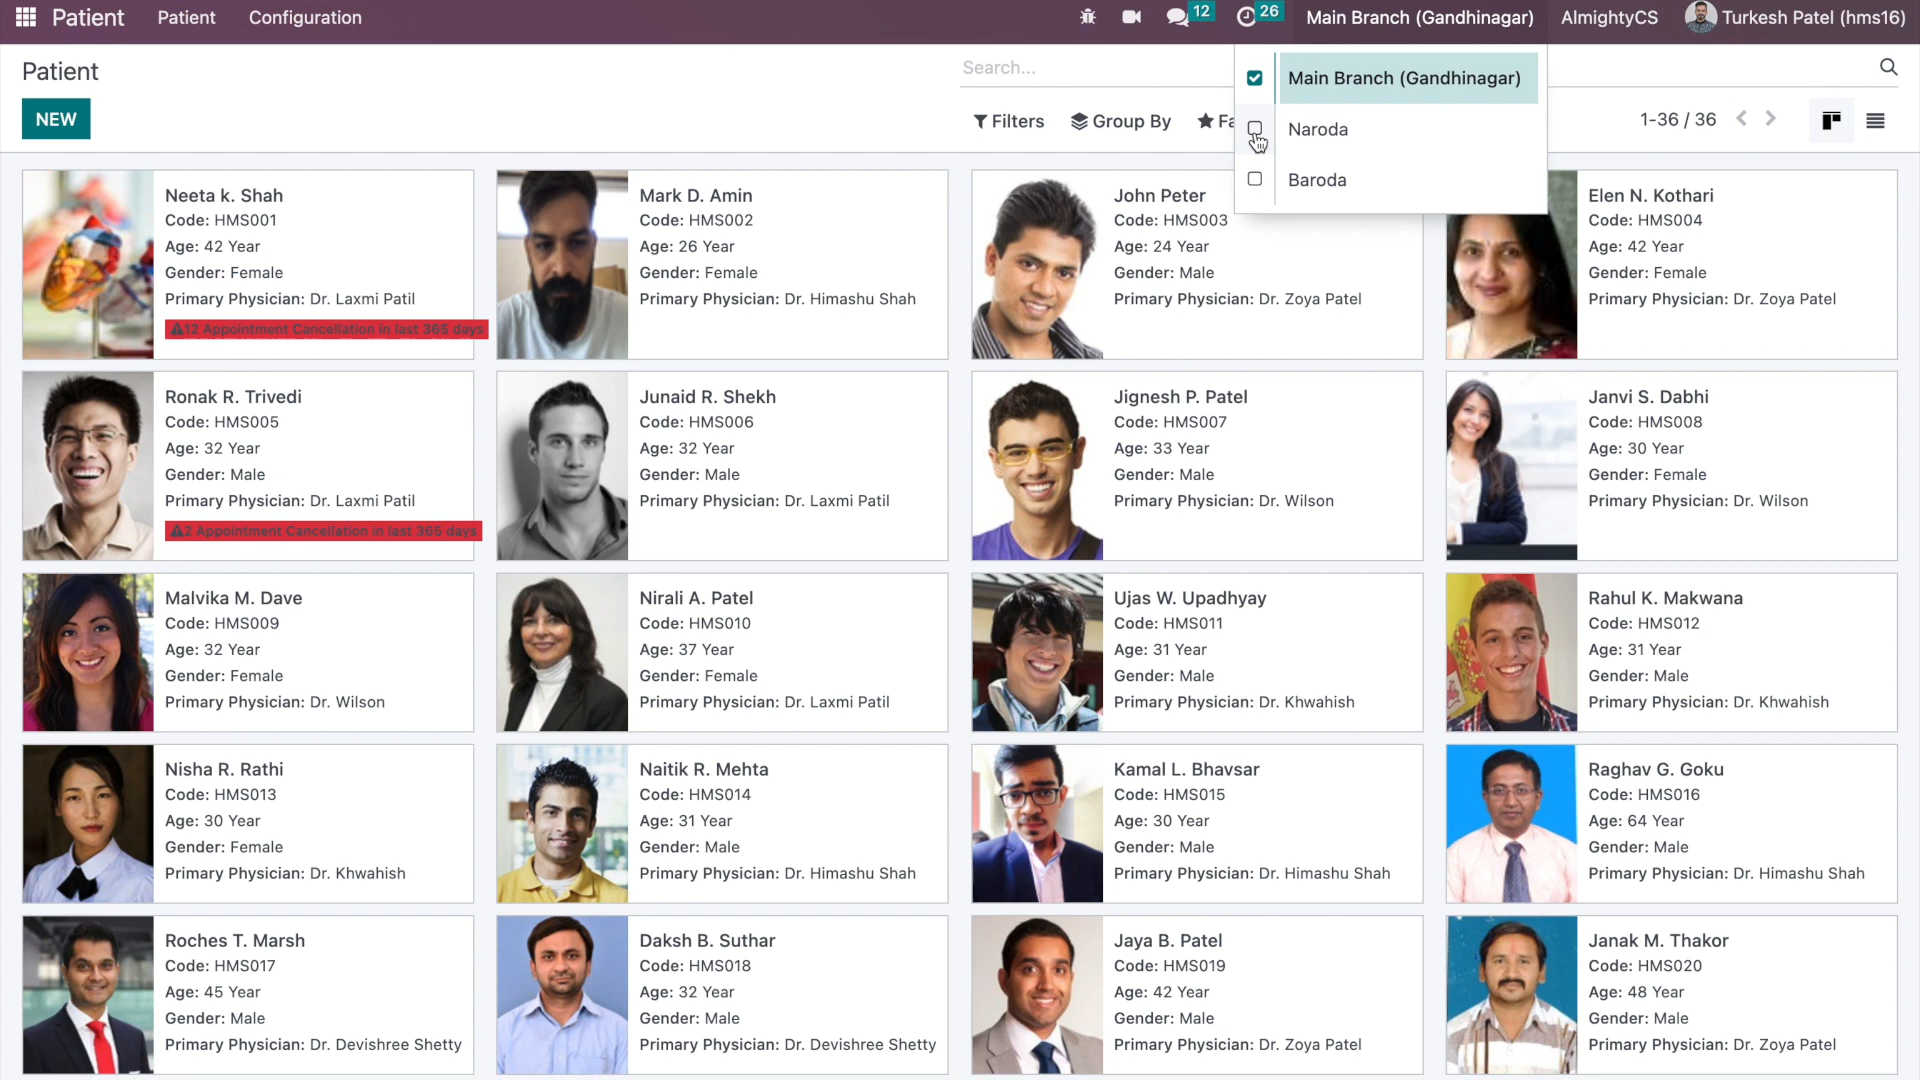 Patient
Patient
Configuration
12
26
Main Branch (Gandhinagar)
AlmightyCS
Turkesh Patel (hms16)
Patient
Search...
NEW
Filters
Group By
Fa
1-36 / 36
Main Branch (Gandhinagar)
Naroda
Baroda
Neeta k. Shah
Code: HMS001
Age: 42 Year
Gender: Female
Primary Physician: Dr. Laxmi Patil
12 Appointment Cancellation in last 365 days
Mark D. Amin
Code: HMS002
Age: 26 Year
Gender: Female
Primary Physician: Dr. Himashu Shah
John Peter
Code: HMS003
Age: 24 Year
Gender: Male
Primary Physician: Dr. Zoya Patel
Elen N. Kothari
Code: HMS004
Age: 42 Year
Gender: Female
Primary Physician: Dr. Zoya Patel
Ronak R. Trivedi
Code: HMS005
Age: 32 Year
Gender: Male
Primary Physician: Dr. Laxmi Patil
2 Appointment Cancellation in last 365 days
Junaid R. Shekh
Code: HMS006
Age: 32 Year
Gender: Male
Primary Physician: Dr. Laxmi Patil
Jignesh P. Patel
Code: HMS007
Age: 33 Year
Gender: Male
Primary Physician: Dr. Wilson
Janvi S. Dabhi
Code: HMS008
Age: 30 Year
Gender: Female
Primary Physician: Dr. Wilson
Malvika M. Dave
Code: HMS009
Age: 32 Year
Gender: Female
Primary Physician: Dr. Wilson
Nirali A. Patel
Code: HMS010
Age: 37 Year
Gender: Female
Primary Physician: Dr. Laxmi Patil
Ujas W. Upadhyay
Code: HMS011
Age: 31 Year
Gender: Male
Primary Physician: Dr. Khwahish
Rahul K. Makwana
Code: HMS012
Age: 31 Year
Gender: Male
Primary Physician: Dr. Khwahish
Nisha R. Rathi
Code: HMS013
Age: 30 Year
Gender: Female
Primary Physician: Dr. Khwahish
Naitik R. Mehta
Code: HMS014
Age: 31 Year
Gender: Male
Primary Physician: Dr. Himashu Shah
Kamal L. Bhavsar
Code: HMS015
Age: 30 Year
Gender: Male
Primary Physician: Dr. Himashu Shah
Raghav G. Goku
Code: HMS016
Age: 64 Year
Gender: Male
Primary Physician: Dr. Himashu Shah
Roches T. Marsh
Code: HMS017
Age: 45 Year
Gender: Male
Primary Physician: Dr. Devishree Shetty
Daksh B. Suthar
Code: HMS018
Age: 32 Year
Gender: Male
Primary Physician: Dr. Devishree Shetty
Jaya B. Patel
Code: HMS019
Age: 42 Year
Gender: Male
Primary Physician: Dr. Zoya Patel
Janak M. Thakor
Code: HMS020
Age: 48 Year
Gender: Male
Primary Physician: Dr. Zoya Patel